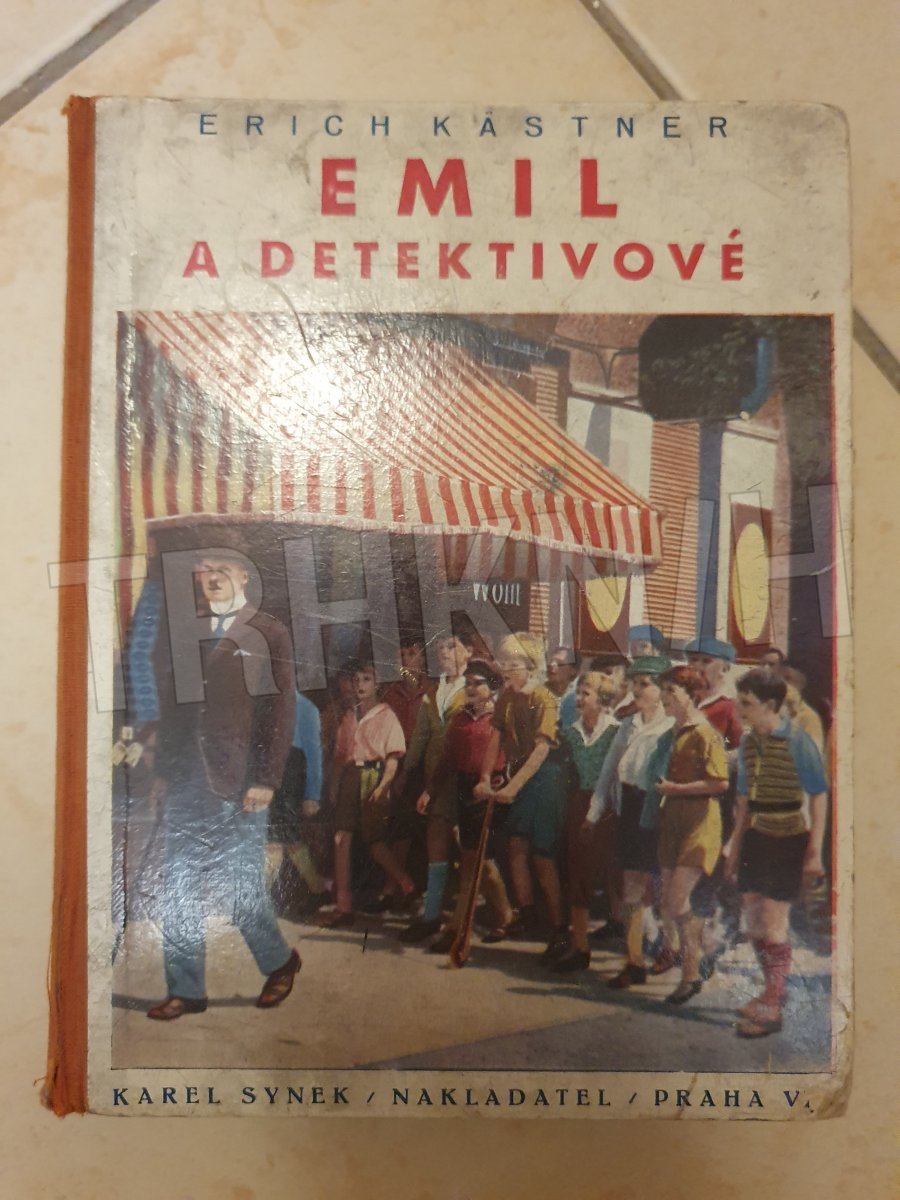 ERICH KÄSTNER
EMIL
A DETEKTIVOVÉ
TRHKNIH
KAREL SYNEK / NAKLADATEL / PRAHA